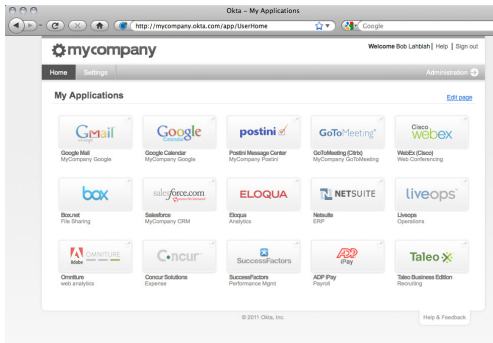 Okta – My Applications
http://mycompany.okta.com/app/UserHome
Google
mycompany
Welcome Bob Lahblah | Help | Sign out
Home Settings Administration
My Applications
Edit page
Gmail Google Calendar postini GoToMeeting Cisco webex
Google Mail Google Calendar Postini Message Center GoToMeeting (Citrix) WebEx (Cisco)
MyCompany Google MyCompany Google MyCompany Postini MyCompany GoToMeeting Web Conferencing
box salesforce.com ELOQUA NETSUITE liveops
Box.net Salesforce Eloqua Netsuite Liveops
File Sharing MyCompany CRM Analytics ERP Operations
Adobe OMNITURE Concur SuccessFactors ADP iPay Taleo
Omniture Concur Solutions SuccessFactors ADP iPay Taleo Business Edition
web analytics Expense Performance Mgmt Payroll Recruiting
© 2011 Okta, Inc.
Help & Feedback